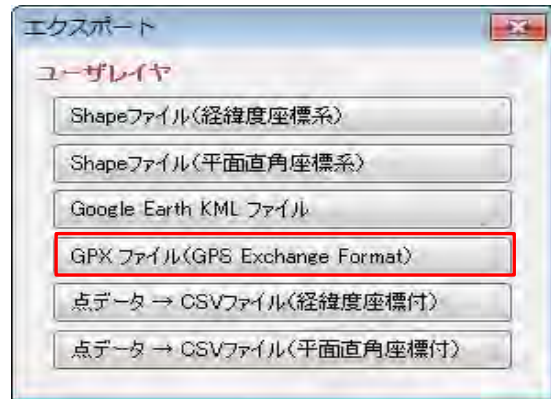 エクスポート
ユーザレイヤ
Shapeファイル(経緯度座標系)
Shapeファイル(平面直角座標系)
Google Earth KML ファイル
GPX ファイル(GPS Exchange Format)
点データ → CSVファイル(経緯度座標付)
点データ → CSVファイル(平面直角座標付)